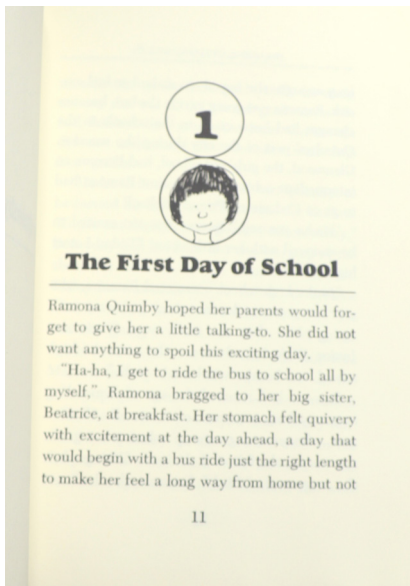 1
The First Day of School
Ramona Quimby hoped her parents would for-
get to give her a little talking-to. She did not
want anything to spoil this exciting day.
“Ha-ha, I get to ride the bus to school all by
myself,” Ramona bragged to her big sister,
Beatrice, at breakfast. Her stomach felt quivery
with excitement at the day ahead, a day that
would begin with a bus ride just the right length
to make her feel a long way from home but not
11